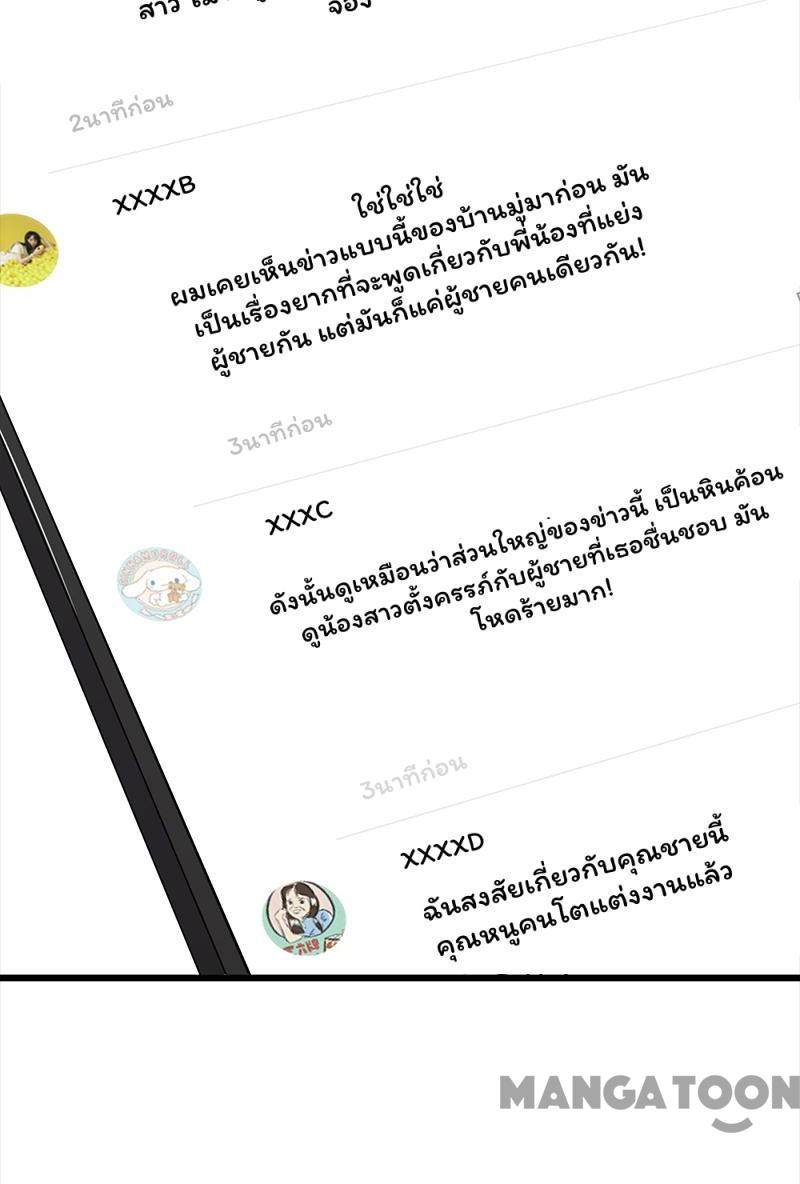 สาว
จอง
2นาทีก่อน
XXXXB
ใช่ใช่ใช่
ผมเคยเห็นข่าวแบบนี้ของบ้านมู่มาก่อน มัน
เป็นเรื่องยากที่จะพูดเกี่ยวกับพี่น้องที่แย่ง
ผู้ชายกัน แต่มันก็แค่ผู้ชายคนเดียวกัน!
3นาทีก่อน
XXXC
ดังนั้นดูเหมือนว่าส่วนใหญ่ของข่าวนี้ เป็นหินค้อน
ดูน้องสาวตั้งครรภ์กับผู้ชายที่เธอชื่นชอบ มัน
โหดร้ายมาก!
3นาทีก่อน
XXXXD
ฉันสงสัยเกี่ยวกับคุณชายนี้
คุณหนูคนโตแต่งงานแล้ว
MANGATOON